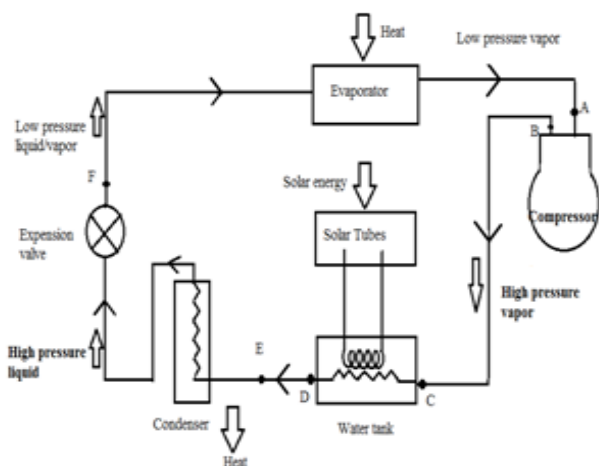 Heat
Low pressure vapor
Evaporator
A
B
Low pressure
liquid/vapor
F
Solar energy
Solar Tubes
Compressor
Expension
valve
High pressure
vapor
High pressure
liquid
E
D
C
Condenser
Water tank
Heat